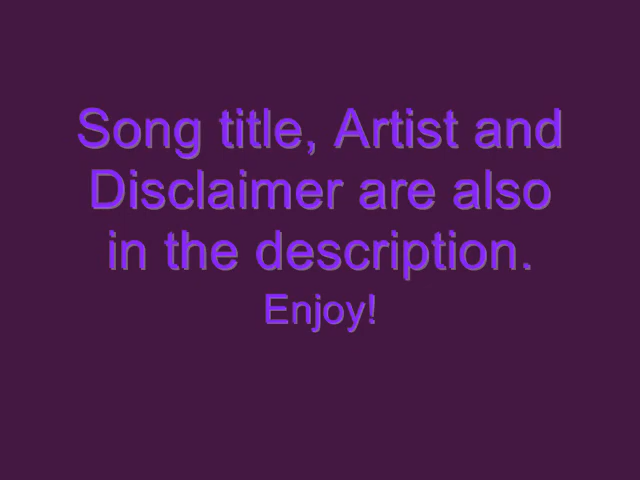 Song title, Artist and
Disclaimer are also
in the description.
Enjoy!